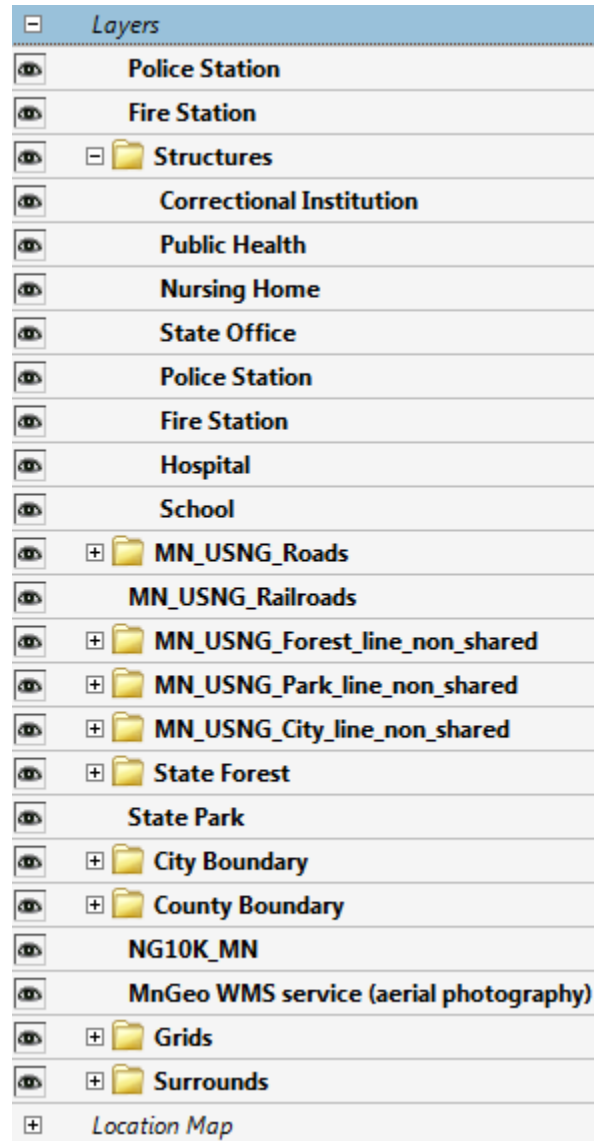 Layers
Police Station
Fire Station
Structures
Correctional Institution
Public Health
Nursing Home
State Office
Police Station
Fire Station
Hospital
School
MN_USNG_Roads
MN_USNG_Railroads
MN_USNG_Forest_line_non_shared
MN_USNG_Park_line_non_shared
MN_USNG_City_line_non_shared
State Forest
State Park
City Boundary
County Boundary
NG10K_MN
MnGeo WMS service (aerial photography)
Grids
Surrounds
Location Map